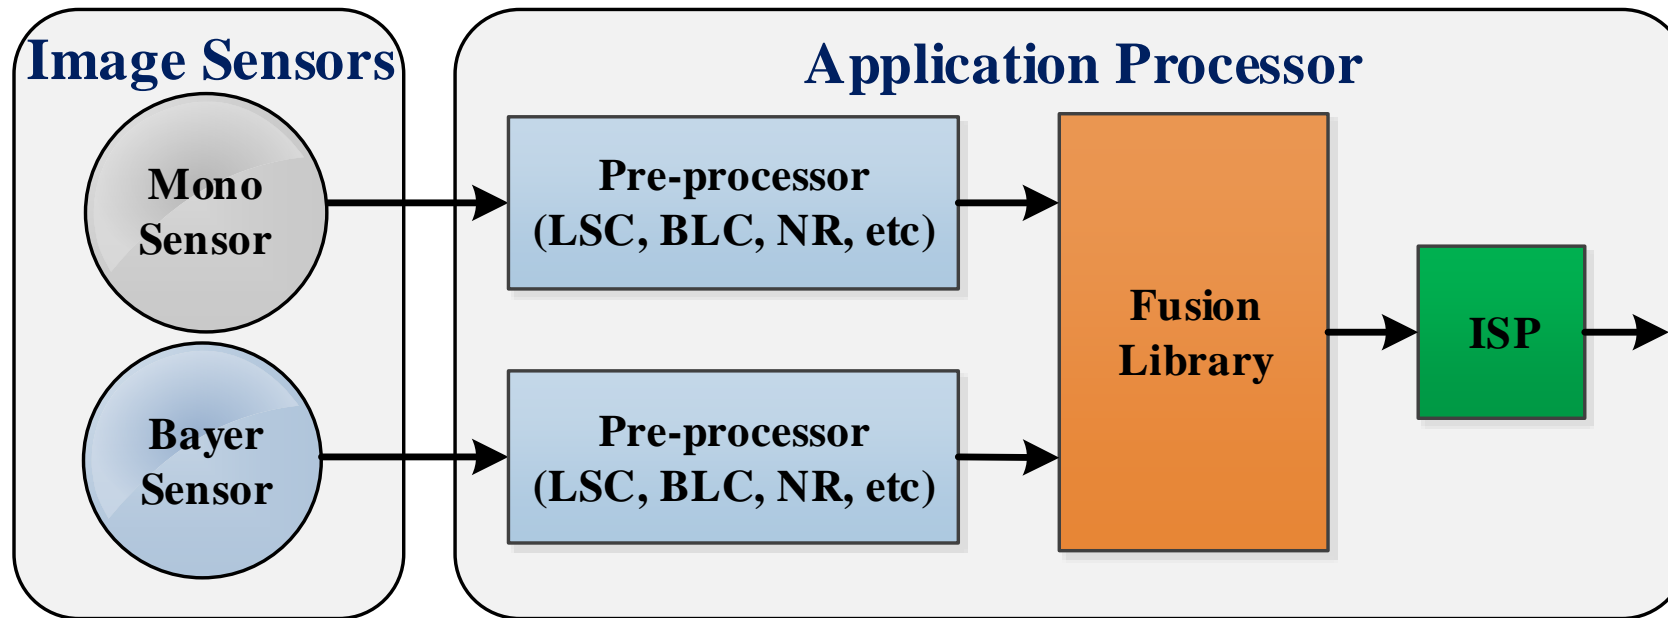 Image Sensors
Application Processor
Mono
Sensor
Pre-processor
(LSC, BLC, NR, etc)
Fusion
Library
ISP
Bayer
Sensor
Pre-processor
(LSC, BLC, NR, etc)